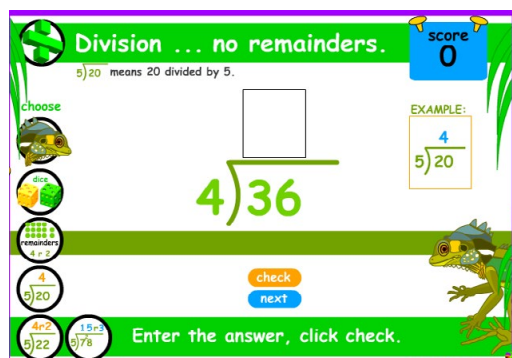 Division ... no remainders.
score
0
5)20 means 20 divided by 5.
choose
EXAMPLE:
4
5)20
4)36
dice
remainders
4 r 2
4
5)20
check
next
4r2
5)22
15r3
5)78
Enter the answer, click check.